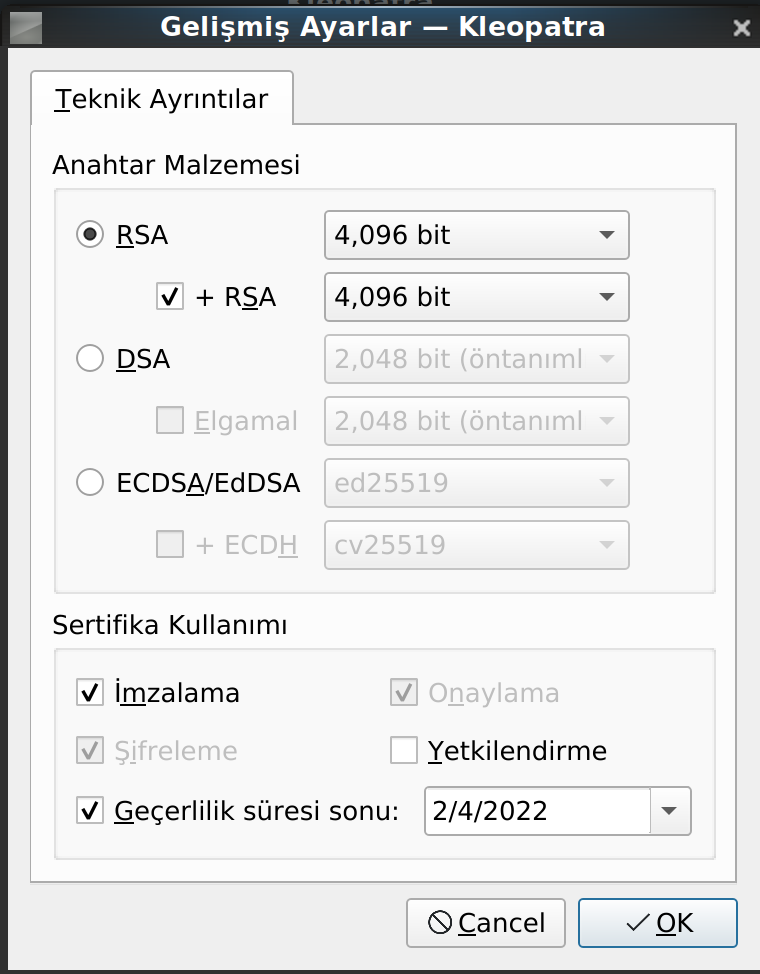 Gelişmiş Ayarlar — Kleopatra
Teknik Ayrıntılar
Anahtar Malzemesi
RSA 4,096 bit
+ RSA 4,096 bit
DSA 2,048 bit (öntanıml
Elgamal 2,048 bit (öntanıml
ECDSA/EdDSA ed25519
+ ECDH cv25519
Sertifika Kullanımı
İmzalama Onaylama
Şifreleme Yetkilendirme
Geçerlilik süresi sonu: 2/4/2022
Cancel OK